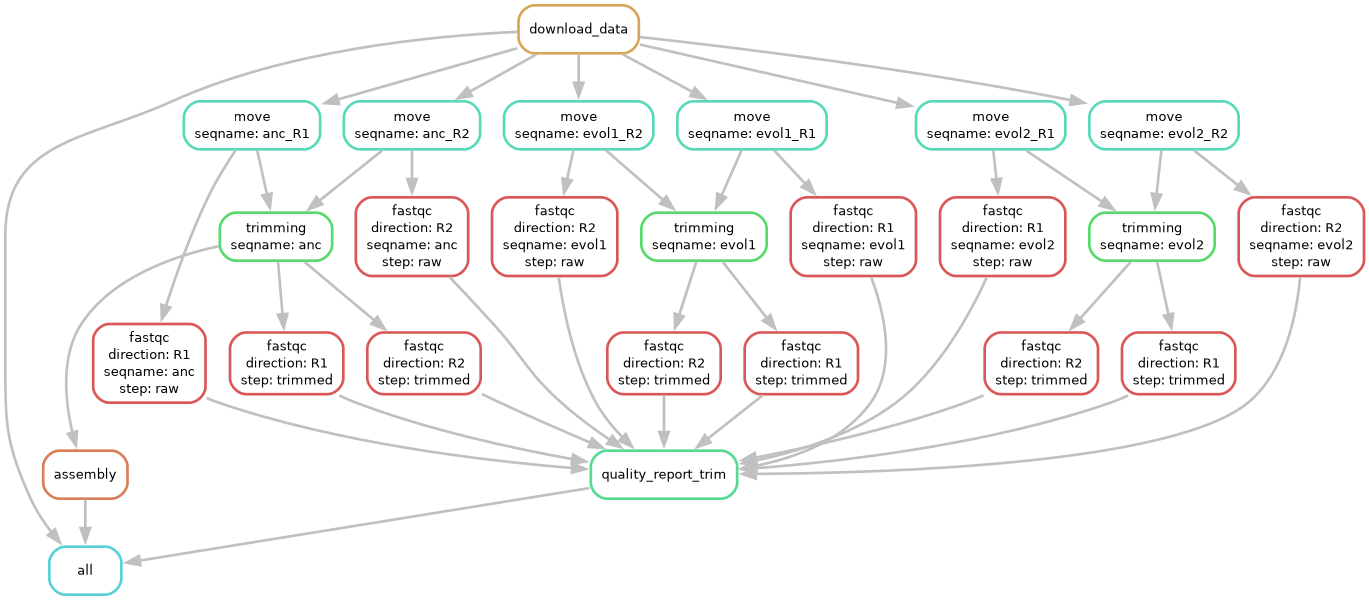 download_data
move
seqname: anc_R1
move
seqname: anc_R2
move
seqname: evol1_R2
move
seqname: evol1_R1
move
seqname: evol2_R1
move
seqname: evol2_R2
trimming
seqname: anc
fastqc
direction: R2
seqname: anc
step: raw
fastqc
direction: R2
seqname: evol1
step: raw
trimming
seqname: evol1
fastqc
direction: R1
seqname: evol1
step: raw
fastqc
direction: R1
seqname: evol2
step: raw
trimming
seqname: evol2
fastqc
direction: R2
seqname: evol2
step: raw
fastqc
direction: R1
seqname: anc
step: raw
fastqc
direction: R1
step: trimmed
fastqc
direction: R2
step: trimmed
fastqc
direction: R2
step: trimmed
fastqc
direction: R1
step: trimmed
fastqc
direction: R2
step: trimmed
fastqc
direction: R1
step: trimmed
assembly
quality_report_trim
all